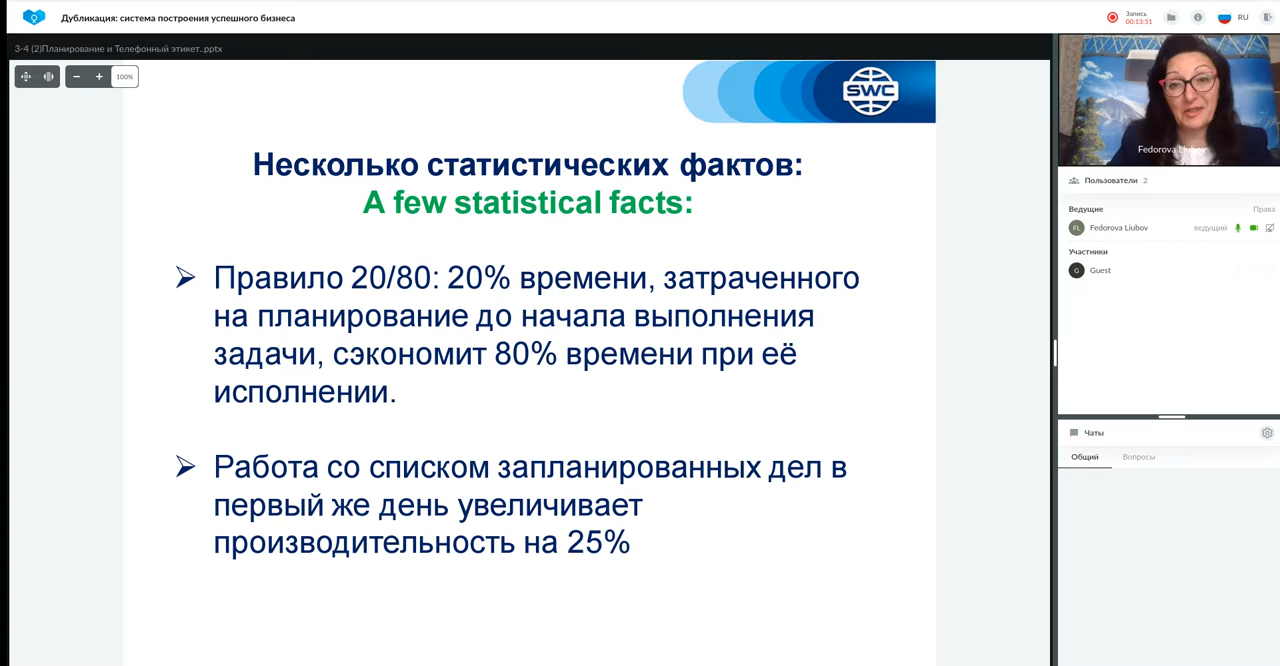 Дубликация: система построения успешного бизнеса
Запись
00:13:51
RU
3-4 (2)Планирование и Телефонный этикет..pptx
100%
SWC
Несколько статистических фактов:
A few statistical facts:
Правило 20/80: 20% времени, затраченного
на планирование до начала выполнения
задачи, сэкономит 80% времени при её
исполнении.
Работа со списком запланированных дел в
первый же день увеличивает
производительность на 25%
Fedorova Liubov
Пользователи 2
Ведущие Права
FL Fedorova Liubov ведущий
Участники
G Guest
Чаты
Общий Вопросы